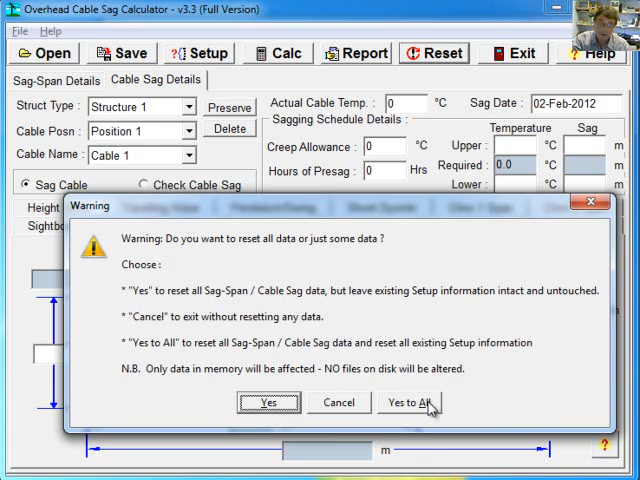 Overhead Cable Sag Calculator - v3.3 (Full Version)
File Help
Open Save Setup Calc Report Reset Exit Help
Sag-Span Details Cable Sag Details
Struct Type : Structure 1 Preserve
Cable Posn : Position 1 Delete
Cable Name : Cable 1
Sag Cable Check Cable Sag
Actual Cable Temp. : 0 °C Sag Date : 02-Feb-2012
Sagging Schedule Details :
Temperature Sag
Creep Allowance : 0 °C Upper : °C m
Hours of Presag : 0 Hrs Required : 0.0 °C m
Lower : °C m
Height
Sightbo
Warning
Warning: Do you want to reset all data or just some data ?
Choose :
* "Yes" to reset all Sag-Span / Cable Sag data, but leave existing Setup information intact and untouched.
* "Cancel" to exit without resetting any data.
* "Yes to All" to reset all Sag-Span / Cable Sag data and reset all existing Setup information
N.B. Only data in memory will be affected - NO files on disk will be altered.
Yes Cancel Yes to All
m
?